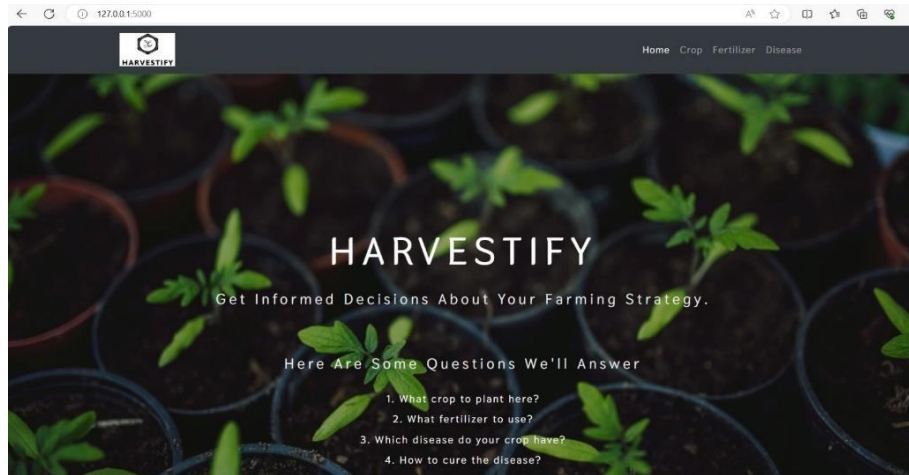 127.0.0.1:5000
HARVESTIFY
Home Crop Fertilizer Disease
HARVESTIFY
Get Informed Decisions About Your Farming Strategy.
Here Are Some Questions We'll Answer
1. What crop to plant here?
2. What fertilizer to use?
3. Which disease do your crop have?
4. How to cure the disease?